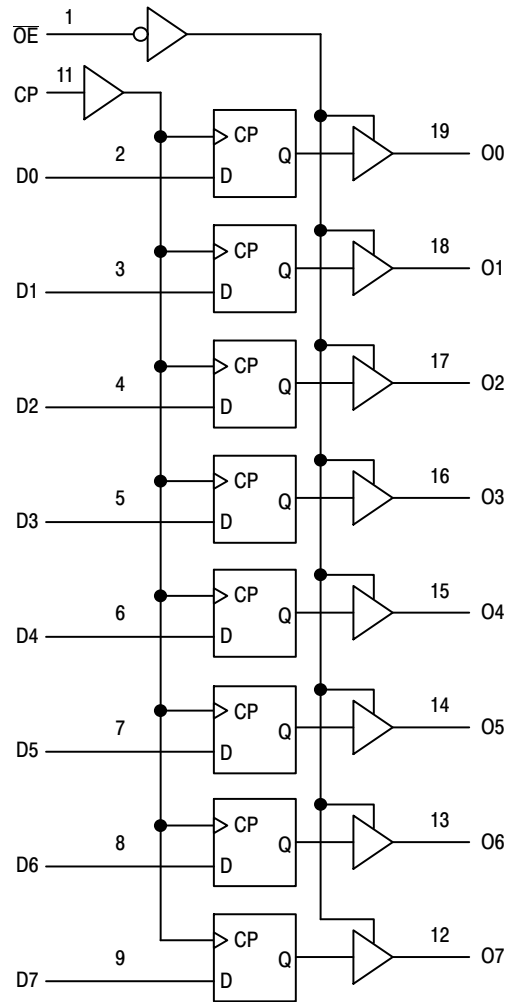 O̅E̅ 1
CP 11
CP
D0 2 D Q 19 O0
CP
D1 3 D Q 18 O1
CP
D2 4 D Q 17 O2
CP
D3 5 D Q 16 O3
CP
D4 6 D Q 15 O4
CP
D5 7 D Q 14 O5
CP
D6 8 D Q 13 O6
CP
D7 9 D Q 12 O7